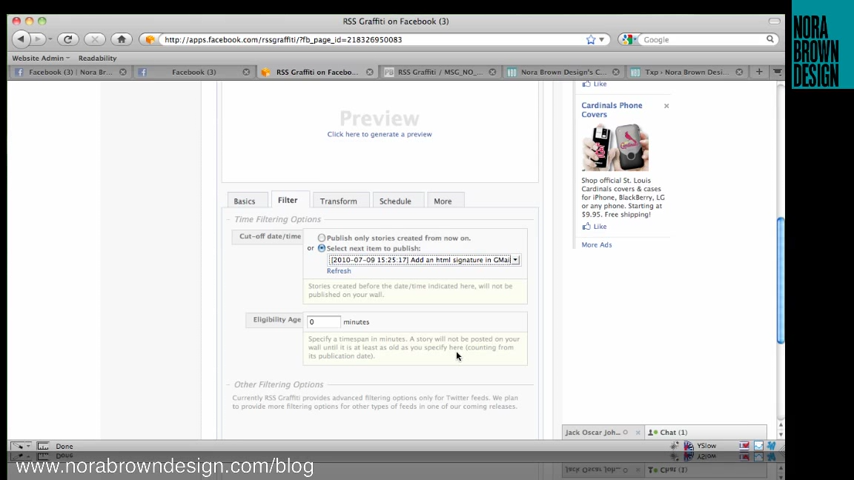 RSS Graffiti on Facebook (3)
http://apps.facebook.com/rssgraffiti/?fb_page_id=218326950083
Google
Website Admin
Readability
Facebook (3) | Nora Br...
Facebook (3)
RSS Graffiti on Facebo...
RSS Graffiti / MSG_NO_...
Nora Brown Design's C...
Txp - Nora Brown Desi...
NORA
BROWN
DESIGN
Preview
Click here to generate a preview
Like
Cardinals Phone
Covers
Shop official St. Louis
Cardinals covers & cases
for iPhone, BlackBerry, LG
or any phone. Starting at
$9.95. Free shipping!
Like
More Ads
Basics
Filter
Transform
Schedule
More
Time Filtering Options
Cut-off date/time
Publish only stories created from now on.
or
Select next item to publish:
[2010-07-09 15:25:17] Add an html signature in GMai
Refresh
Stories created before the date/time indicated here, will not be
published on your wall.
Eligibility Age
0 minutes
Specify a timespan in minutes. A story will not be posted on your
wall until it is at least as old as you specify here (counting from
its publication date).
Other Filtering Options
Currently RSS Graffiti provides advanced filtering options only for Twitter feeds. We plan
to provide more filtering options for other types of feeds in one of our coming releases.
Jack Oscar Joh...
Chat (1)
Done
YSlow
www.norabrowndesign.com/blog